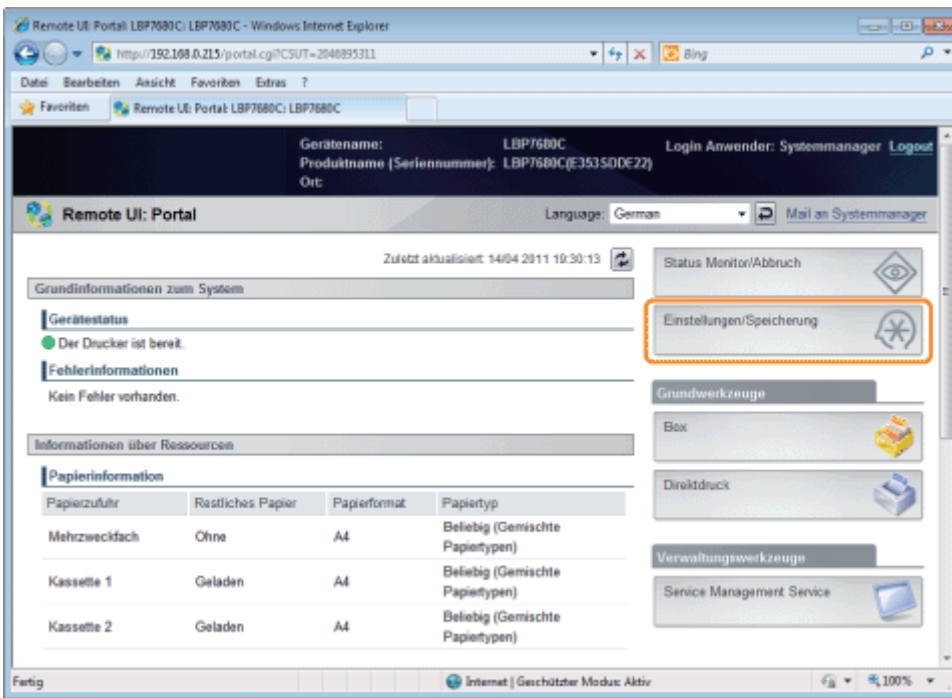 Remote UI: Portal: LBP7680C: LBP7680C - Windows Internet Explorer
http://192.168.0.215/portal.cgi?CSUT=2046895311
Bing
Datei Bearbeiten Ansicht Favoriten Extras ?
Favoriten Remote UI: Portal: LBP7680C: LBP7680C
Gerätename: LBP7680C
Login Anwender: Systemmanager Logout
Produktname (Seriennummer): LBP7680C(E353SDDE22)
Ort:
Remote UI: Portal
Language: German Mail an Systemmanager
Zuletzt aktualisiert: 14/04 2011 19:30:13
Grundinformationen zum System
Gerätestatus
Der Drucker ist bereit.
Fehlerinformationen
Kein Fehler vorhanden.
Informationen über Ressourcen
Papierinformation
Papierzufuhr Restliches Papier Papierformat Papiertyp
Mehrzweckfach Ohne A4 Beliebig (Gemischte
Papiertypen)
Kassette 1 Geladen A4 Beliebig (Gemischte
Papiertypen)
Kassette 2 Geladen A4 Beliebig (Gemischte
Papiertypen)
Status Monitor/Abbruch
Einstellungen/Speicherung
Grundwerkzeuge
Box
Direktdruck
Verwaltungswerkzeuge
Service Management Service
Fertig
Internet | Geschützter Modus: Aktiv
100%